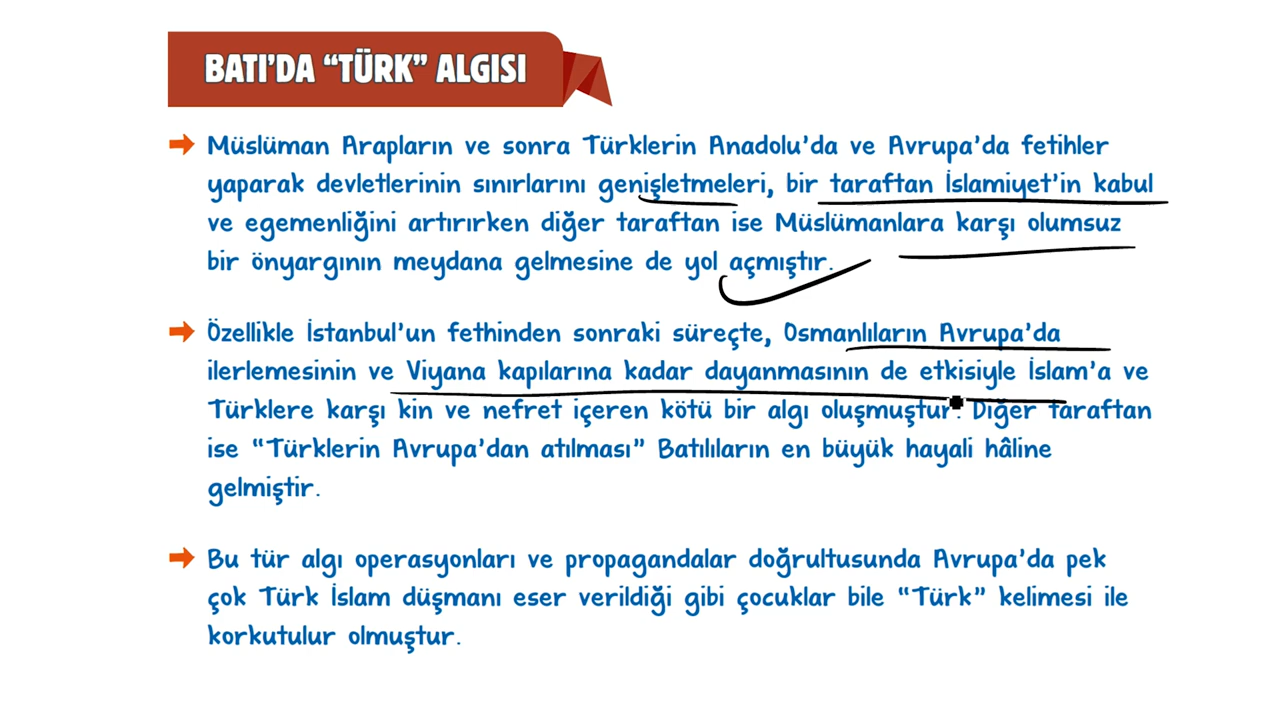 BATI'DA “TÜRK” ALGISI
Müslüman Arapların ve sonra Türklerin Anadolu'da ve Avrupa'da fetihler
yaparak devletlerinin sınırlarını genişletmeleri, bir taraftan İslamiyet'in kabul
ve egemenliğini artırırken diğer taraftan ise Müslümanlara karşı olumsuz
bir önyargının meydana gelmesine de yol açmıştır.
Özellikle İstanbul'un fethinden sonraki süreçte, Osmanlıların Avrupa'da
ilerlemesinin ve Viyana kapılarına kadar dayanmasının de etkisiyle İslam'a ve
Türklere karşı kin ve nefret içeren kötü bir algı oluşmuştur. Diğer taraftan
ise “Türklerin Avrupa'dan atılması” Batılıların en büyük hayali hâline
gelmiştir.
Bu tür algı operasyonları ve propagandalar doğrultusunda Avrupa'da pek
çok Türk İslam düşmanı eser verildiği gibi çocuklar bile “Türk” kelimesi ile
korkutulur olmuştur.